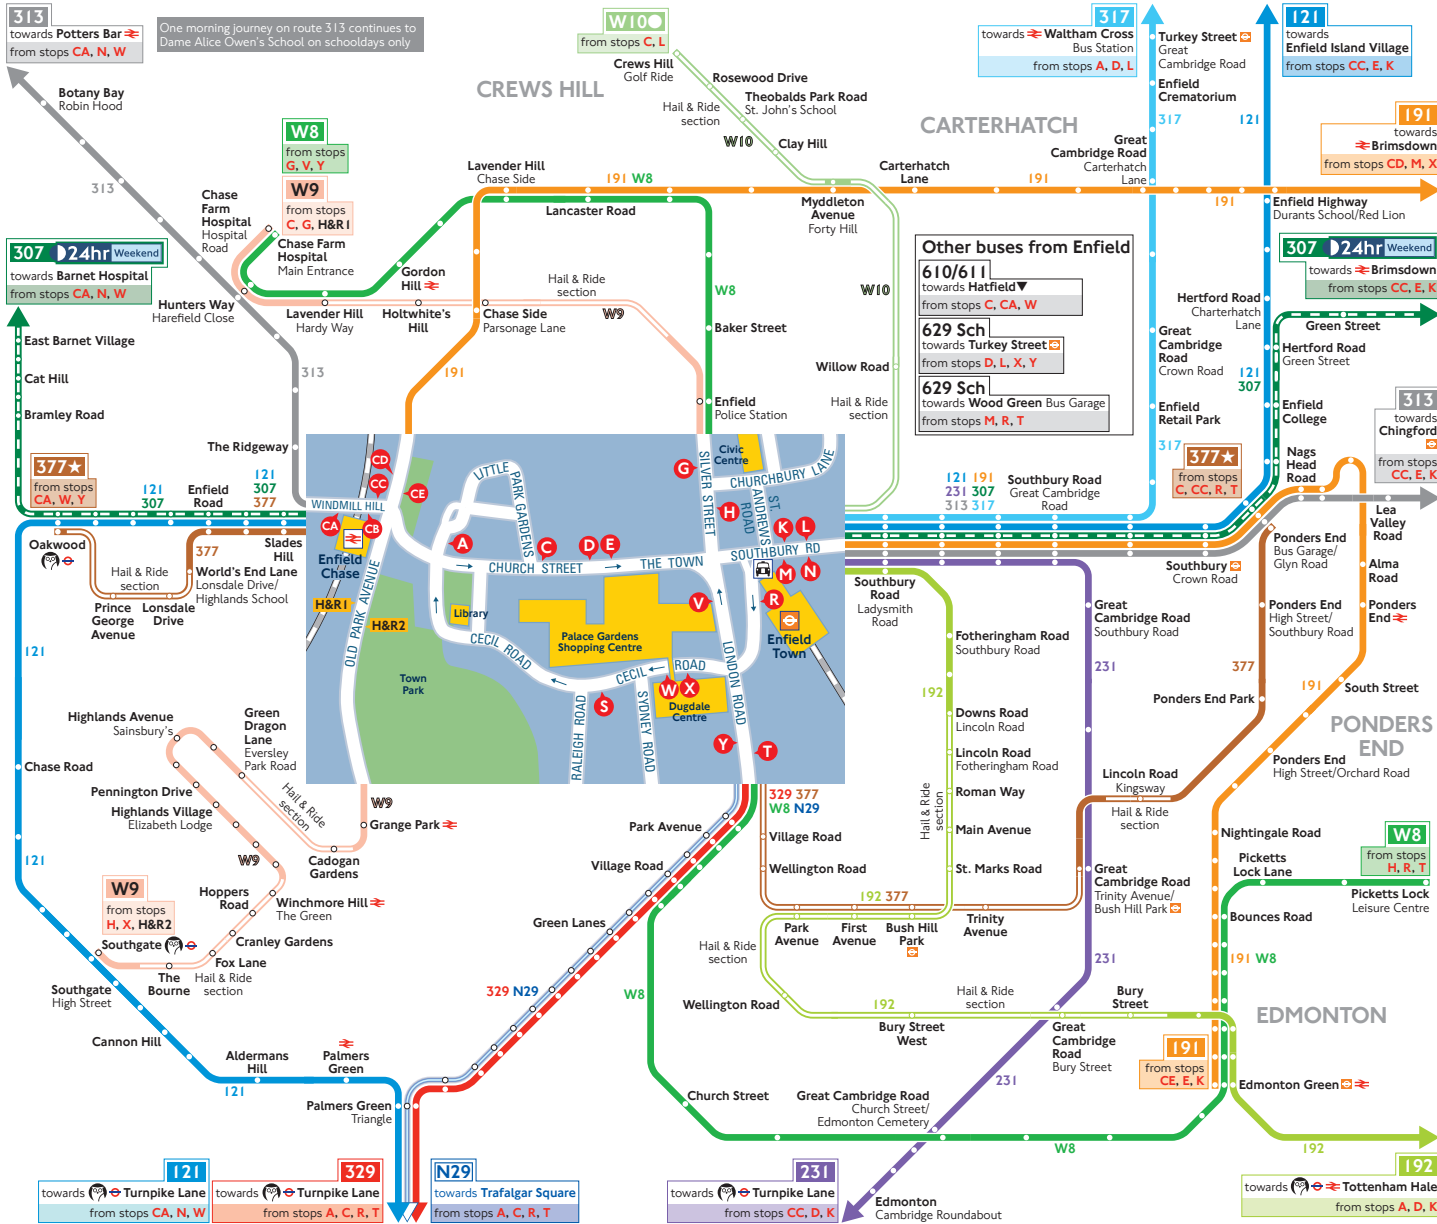 313
towards Potters Bar
from stops CA, N, W
One morning journey on route 313 continues to
Dame Alice Owen's School on schooldays only
W10
from stops C, L
CREWS HILL
Crews Hill
Golf Ride
Rosewood Drive
Hail & Ride
section
Theobalds Park Road
St. John's School
W10
Clay Hill
317
towards Waltham Cross
Bus Station
from stops A, D, L
Turkey Street
Great
Cambridge Road
Enfield
Crematorium
317
121
towards
Enfield Island Village
from stops CC, E, K
121
CARTERHATCH
Great
Cambridge Road
Carterhatch
Lane
191
towards
Brimsdown
from stops CD, M, X
Botany Bay
Robin Hood
313
W8
from stops
G, V, Y
W9
from stops
C, G, H&R1
Chase
Farm
Hospital
Hospital
Road
Chase Farm
Hospital
Main Entrance
Lavender Hill
Chase Side
191 W8
Lancaster Road
Carterhatch
Lane
191
191
Myddleton
Avenue
Forty Hill
Enfield Highway
Durants School/Red Lion
307 24hr Weekend
towards Barnet Hospital
from stops CA, N, W
307 24hr Weekend
towards Brimsdown
from stops CC, E, K
Other buses from Enfield
610/611
towards Hatfield▼
from stops C, CA, W
629 Sch
towards Turkey Street
from stops D, L, X, Y
629 Sch
towards Wood Green Bus Garage
from stops M, R, T
Hunters Way
Harefield Close
Gordon
Hill
Lavender Hill
Hardy Way
Holtwhite's
Hill
Chase Side
Parsonage Lane
Hail & Ride
section
W9
W8
W10
Baker Street
Willow Road
Hail & Ride
section
Enfield
Police Station
Hertford Road
Charterhatch
Lane
Green Street
Hertford Road
Green Street
Great
Cambridge
Road
Crown Road
121
307
Enfield
College
Enfield
Retail Park
317
East Barnet Village
Cat Hill
Bramley Road
313
191
The Ridgeway
377★
from stops
CA, W, Y
121
307
Enfield
Road
121
307
377
377★
from stops
C, CC, R, T
Nags
Head
Road
313
towards
Chingford
from stops
CC, E, K
Lea
Valley
Road
121 191
231 307
313 317
Southbury Road
Great Cambridge
Road
CD
CC
CE
WINDMILL HILL
CA
CB
Enfield
Chase
LITTLE
PARK GARDENS
SILVER STREET
Civic
Centre
CHURCHBURY LANE
ST.
ANDREWS
ROAD
G
H
K
L
A
C
D
E
CHURCH STREET
THE TOWN
SOUTHBURY RD
M
N
V
R
Library
Palace Gardens
Shopping Centre
Enfield
Town
H&R1
H&R2
OLD PARK AVENUE
CECIL ROAD
CECIL ROAD
LONDON ROAD
Town
Park
W
X
S
Dugdale
Centre
RALEIGH ROAD
SYDNEY ROAD
Y
T
Oakwood
Slades
Hill
377
World's End Lane
Lonsdale Drive/
Highlands School
Hail & Ride
section
Prince
George
Avenue
Lonsdale
Drive
121
Southbury
Road
Ladysmith
Road
Southbury
Crown Road
Ponders End
Bus Garage/
Glyn Road
Alma
Road
Ponders
End
Great
Cambridge Road
Southbury Road
Ponders End
High Street/
Southbury Road
Fotheringham Road
Southbury Road
231
377
191
South Street
192
Ponders End Park
PONDERS
END
Downs Road
Lincoln Road
Lincoln Road
Fotheringham Road
Roman Way
Main Avenue
Hail & Ride
section
St. Marks Road
Lincoln Road
Kingsway
Hail & Ride
section
Ponders End
High Street/Orchard Road
Nightingale Road
Highlands Avenue
Sainsbury's
Green
Dragon
Lane
Eversley
Park Road
Chase Road
Pennington Drive
Highlands Village
Elizabeth Lodge
Hail & Ride
section
W9
Grange Park
Cadogan
Gardens
W9
121
329 377
W8 N29
Park Avenue
Village Road
Village Road
Wellington Road
Green Lanes
192 377
Park
Avenue
First
Avenue
Bush Hill
Park
Trinity
Avenue
Great
Cambridge Road
Trinity Avenue/
Bush Hill Park
W8
from stops
H, R, T
Picketts
Lock Lane
Picketts Lock
Leisure Centre
Bounces Road
191 W8
W9
from stops
H, X, H&R2
Hoppers
Road
Winchmore Hill
The Green
Cranley Gardens
Southgate
Fox Lane
The
Bourne
Hail & Ride
section
Southgate
High Street
Cannon Hill
Hail & Ride
section
Wellington Road
192
Hail & Ride
section
Bury
Street
231
W8
329 N29
Bury Street
West
Great
Cambridge
Road
Bury Street
EDMONTON
191
from stops
CE, E, K
Edmonton Green
Aldermans
Hill
Palmers
Green
121
Palmers Green
Triangle
231
Church Street
Great Cambridge Road
Church Street/
Edmonton Cemetery
W8
192
121
towards Turnpike Lane
from stops CA, N, W
329
towards Turnpike Lane
from stops A, C, R, T
N29
towards Trafalgar Square
from stops A, C, R, T
231
towards Turnpike Lane
from stops CC, D, K
Edmonton
Cambridge Roundabout
192
towards Tottenham Hale
from stops A, D, K